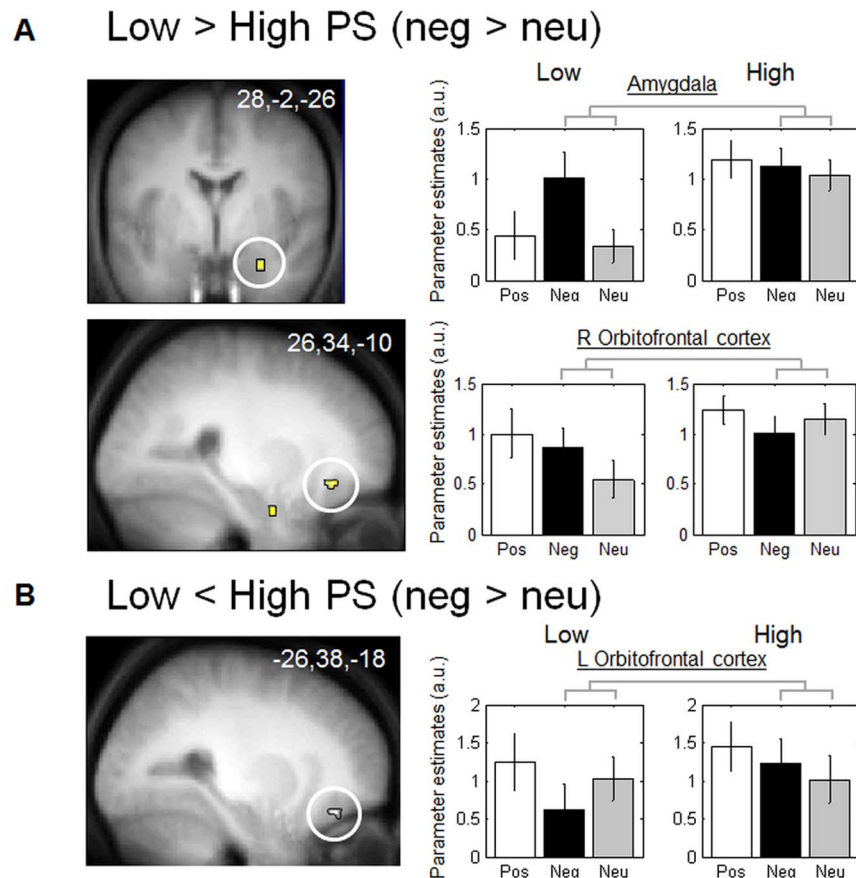 A Low > High PS (neg > neu)
28,-2,-26
Low High
Amygdala
Parameter estimates (a.u.)
1.5
1
0.5
0
Pos Neg Neu
1.5
1
0.5
0
Pos Neg Neu
26,34,-10
R Orbitofrontal cortex
Parameter estimates (a.u.)
1.5
1
0.5
0
Pos Neg Neu
1.5
1
0.5
0
Pos Neg Neu
B Low < High PS (neg > neu)
-26,38,-18
Low High
L Orbitofrontal cortex
Parameter estimates (a.u.)
2
1.5
1
0.5
0
Pos Neg Neu
2
1.5
1
0.5
0
Pos Neg Neu